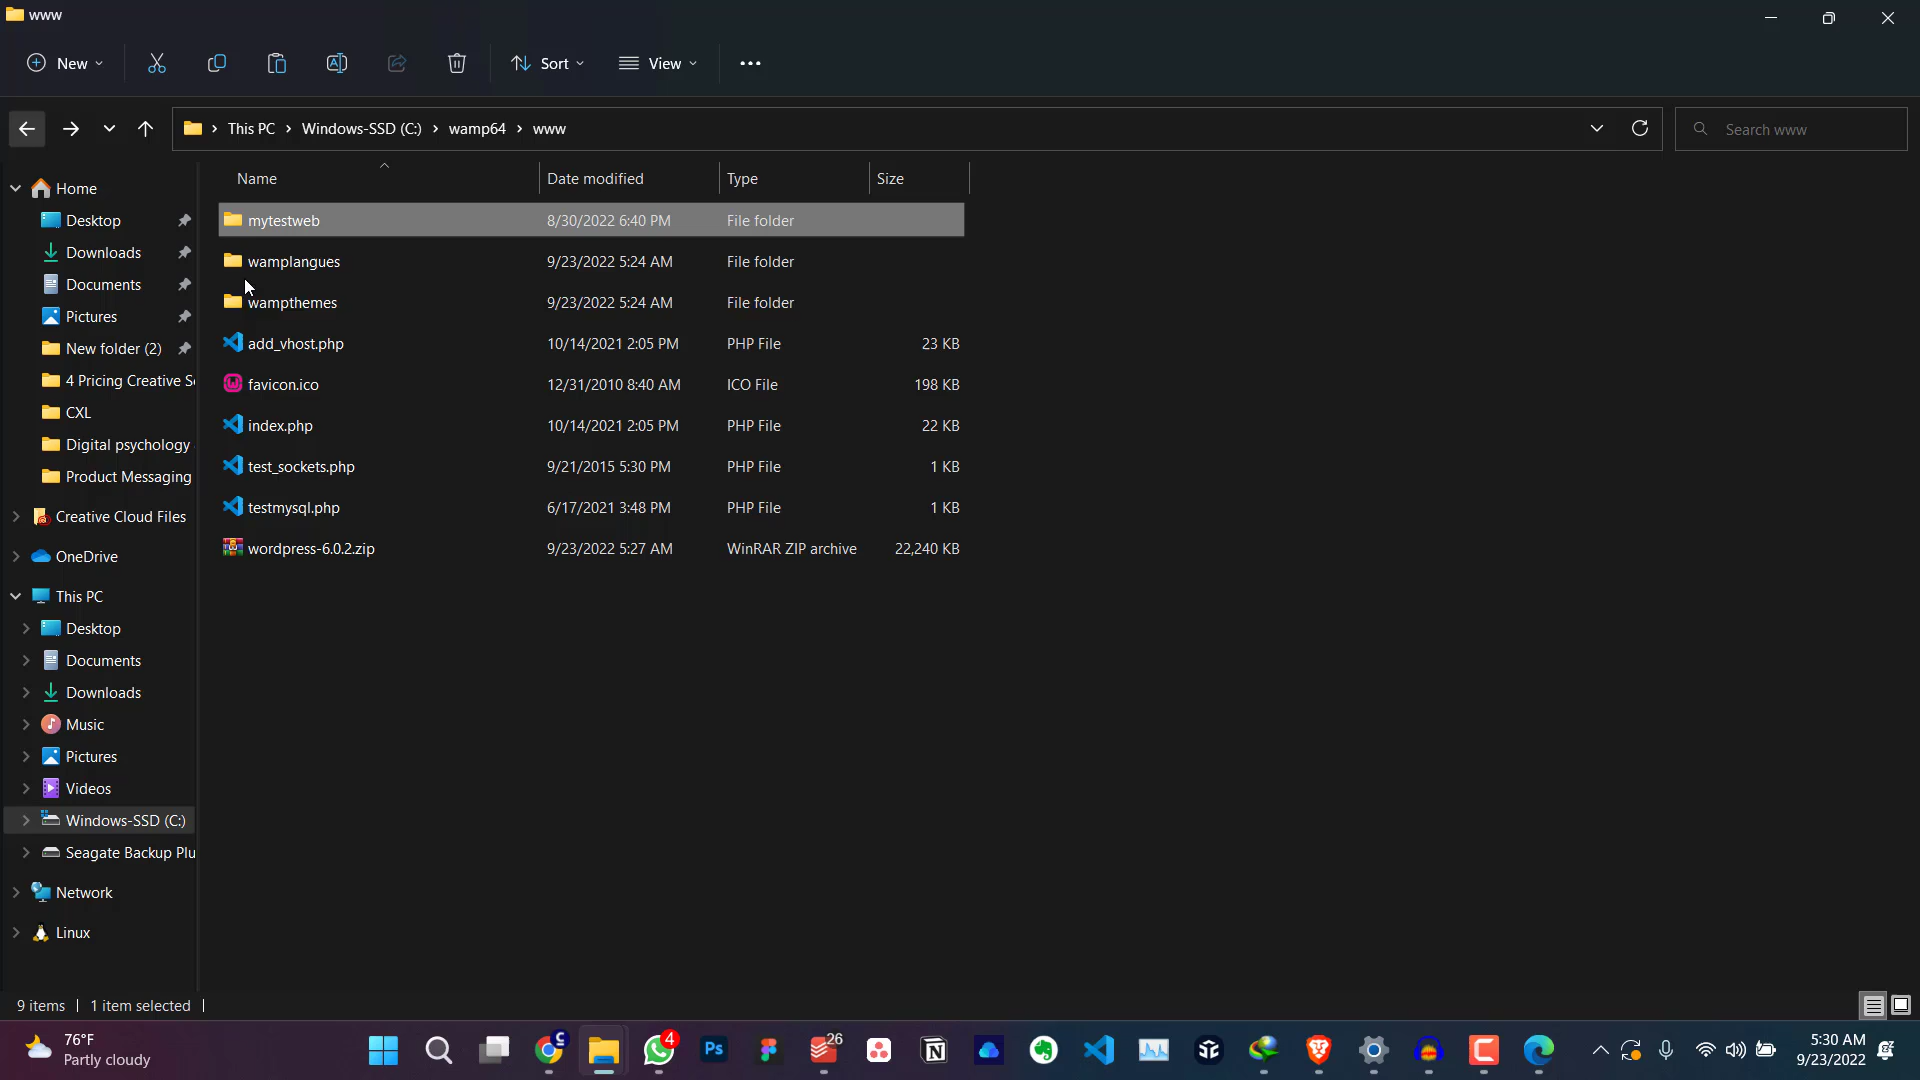 www
New
Sort
View
This PC
Windows-SSD (C:)
wamp64
www
Search www
Name
Date modified
Type
Size
mytestweb 8/30/2022 6:40 PM File folder
wamplangues 9/23/2022 5:24 AM File folder
wampthemes 9/23/2022 5:24 AM File folder
add_vhost.php 10/14/2021 2:05 PM PHP File 23 KB
favicon.ico 12/31/2010 8:40 AM ICO File 198 KB
index.php 10/14/2021 2:05 PM PHP File 22 KB
test_sockets.php 9/21/2015 5:30 PM PHP File 1 KB
testmysql.php 6/17/2021 3:48 PM PHP File 1 KB
wordpress-6.0.2.zip 9/23/2022 5:27 AM WinRAR ZIP archive 22,240 KB
Home
Desktop
Downloads
Documents
Pictures
New folder (2)
4 Pricing Creative S
CXL
Digital psychology
Product Messaging
Creative Cloud Files
OneDrive
This PC
Desktop
Documents
Downloads
Music
Pictures
Videos
Windows-SSD (C:)
Seagate Backup Plu
Network
Linux
9 items
1 item selected
76°F
Partly cloudy
C
4
Ps
26
5:30 AM
9/23/2022